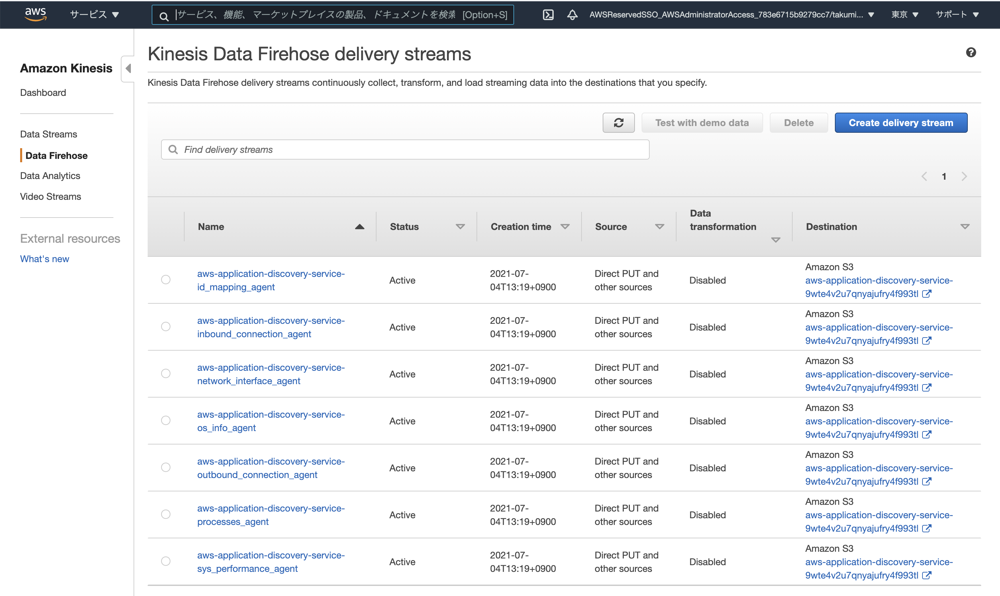 aws
サービス
サービス、機能、マーケットプレイスの製品、ドキュメントを検索 [Option+S]
AWSReservedSSO_AWSAdministratorAccess_783e6715b9279cc7/takumi...
東京
サポート
Amazon Kinesis
Dashboard
Data Streams
Data Firehose
Data Analytics
Video Streams
External resources
What's new
Kinesis Data Firehose delivery streams
Kinesis Data Firehose delivery streams continuously collect, transform, and load streaming data into the destinations that you specify.
Test with demo data
Delete
Create delivery stream
Find delivery streams
1
Name
Status
Creation time
Source
Data
transformation
Destination
aws-application-discovery-service-
id_mapping_agent
Active
2021-07-
04T13:19+0900
Direct PUT and
other sources
Disabled
Amazon S3
aws-application-discovery-service-
9wte4v2u7qnyajufry4f993tl
aws-application-discovery-service-
inbound_connection_agent
Active
2021-07-
04T13:19+0900
Direct PUT and
other sources
Disabled
Amazon S3
aws-application-discovery-service-
9wte4v2u7qnyajufry4f993tl
aws-application-discovery-service-
network_interface_agent
Active
2021-07-
04T13:19+0900
Direct PUT and
other sources
Disabled
Amazon S3
aws-application-discovery-service-
9wte4v2u7qnyajufry4f993tl
aws-application-discovery-service-
os_info_agent
Active
2021-07-
04T13:19+0900
Direct PUT and
other sources
Disabled
Amazon S3
aws-application-discovery-service-
9wte4v2u7qnyajufry4f993tl
aws-application-discovery-service-
outbound_connection_agent
Active
2021-07-
04T13:19+0900
Direct PUT and
other sources
Disabled
Amazon S3
aws-application-discovery-service-
9wte4v2u7qnyajufry4f993tl
aws-application-discovery-service-
processes_agent
Active
2021-07-
04T13:19+0900
Direct PUT and
other sources
Disabled
Amazon S3
aws-application-discovery-service-
9wte4v2u7qnyajufry4f993tl
aws-application-discovery-service-
sys_performance_agent
Active
2021-07-
04T13:19+0900
Direct PUT and
other sources
Disabled
Amazon S3
aws-application-discovery-service-
9wte4v2u7qnyajufry4f993tl